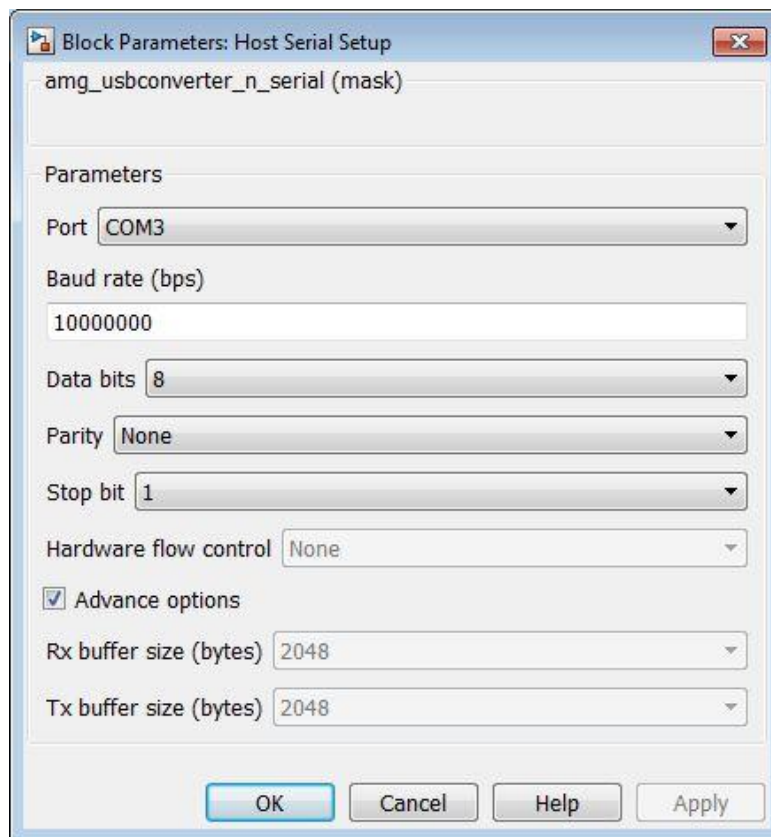 Block Parameters: Host Serial Setup
amg_usbconverter_n_serial (mask)
Parameters
Port COM3
Baud rate (bps)
10000000
Data bits 8
Parity None
Stop bit 1
Hardware flow control None
Advance options
Rx buffer size (bytes) 2048
Tx buffer size (bytes) 2048
OK Cancel Help Apply